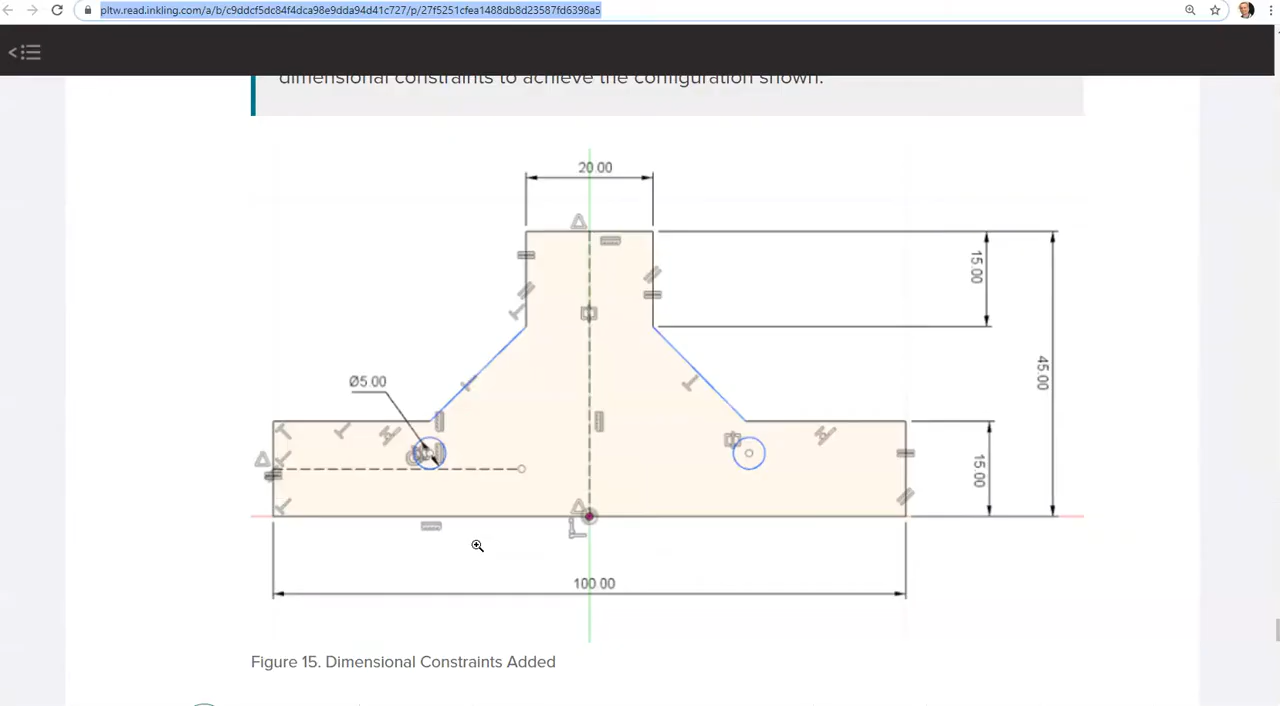 pltw.read.inkling.com/a/b/c9ddcf5dc84f4dca98e9dda94d41c727/p/27f5251cfea1488db8d23587fd6398a5
dimensional constraints to achieve the configuration shown:
20.00
15.00
45.00
Ø5.00
15.00
100.00
Figure 15. Dimensional Constraints Added